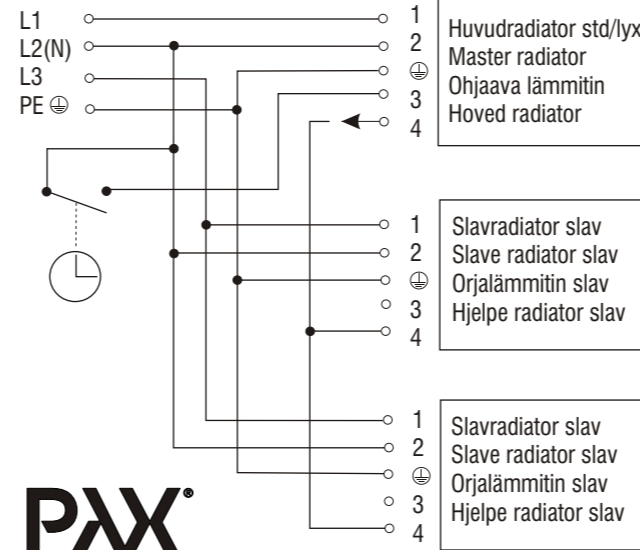 L1
L2(N)
L3
PE
1
2
3
4
Huvudradiator std/lyx
Master radiator
Ohjaava lämmitin
Hoved radiator
1
2
3
4
Slavradiator slav
Slave radiator slav
Orjalämmitin slav
Hjelpe radiator slav
1
2
3
4
Slavradiator slav
Slave radiator slav
Orjalämmitin slav
Hjelpe radiator slav
PAX®